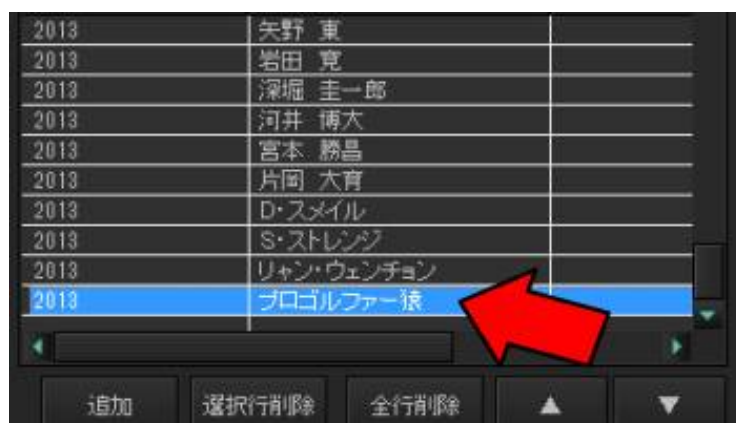 2013 矢野 東
2013 岩田 寛
2013 深堀 圭一郎
2013 河井 博大
2013 宮本 勝昌
2013 片岡 大育
2013 D・スメイル
2013 S・ストレンジ
2013 リャン・ウェンチョン
2013 プロゴルファー猿
追加 選択行削除 全行削除 ▲ ▼